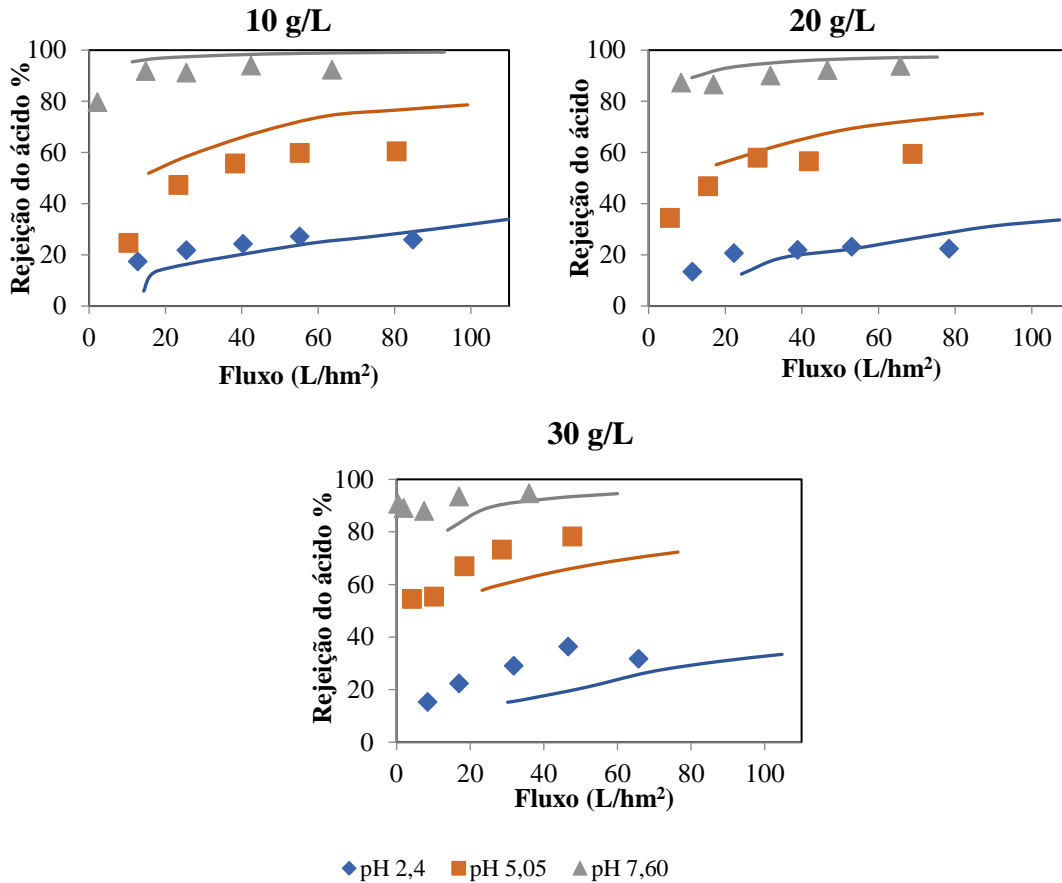 10 g/L
Rejeição do ácido %
100
80
60
40
20
0
0 20 40 60 80 100
Fluxo (L/hm²)
20 g/L
Rejeição do ácido
100
80
60
40
20
0
0 20 40 60 80 100
Fluxo (L/hm²)
30 g/L
Rejeição do ácido %
100
80
60
40
20
0
0 20 40 60 80 100
Fluxo (L/hm²)
pH 2,4 pH 5,05 pH 7,60